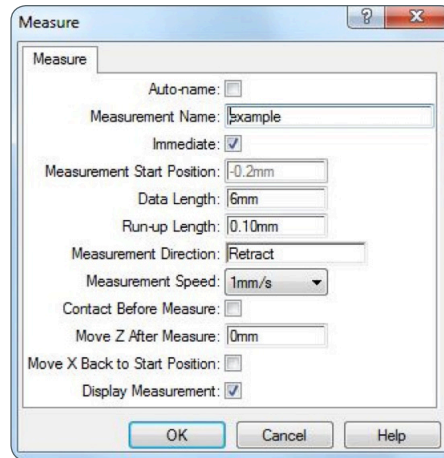 Measure
Measure
Auto-name:
Measurement Name: example
Immediate:
Measurement Start Position: -0.2mm
Data Length: 6mm
Run-up Length: 0.10mm
Measurement Direction: Retract
Measurement Speed: 1mm/s
Contact Before Measure:
Move Z After Measure: 0mm
Move X Back to Start Position:
Display Measurement:
OK Cancel Help